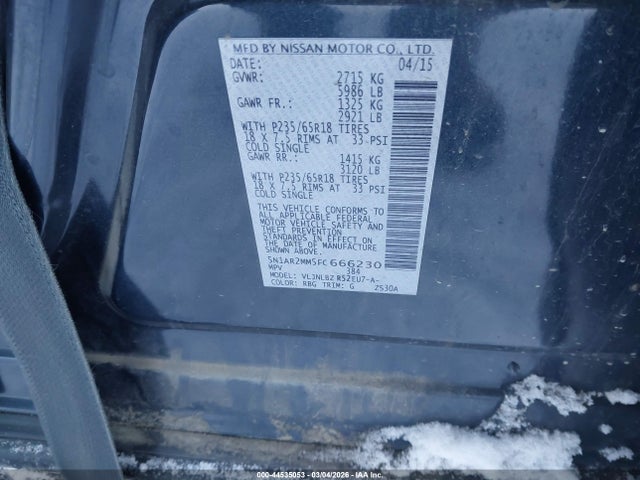 MFD BY NISSAN MOTOR CO., LTD.
DATE: 04/15
GVWR: 2715 KG
5986 LB
GAWR FR.: 1325 KG
2921 LB
WITH P235/65R18 TIRES
18 X 7.5 RIMS AT 33 PSI
COLD SINGLE
GAWR RR.: 1415 KG
3120 LB
WITH P235/65R18 TIRES
18 X 7.5 RIMS AT 33 PSI
COLD SINGLE
THIS VEHICLE CONFORMS TO
ALL APPLICABLE FEDERAL
MOTOR VEHICLE SAFETY AND
THEFT PREVENTION
STANDARDS IN EFFECT ON THE
DATE OF MANUFACTURE
SHOWN ABOVE.
5N1AR2MM5FC666230
MPV 384
MODEL: VL3NLBZ R52EU7-A-
COLOR: RBG TRIM: G ZS30A
000-44535053 - 03/04/2026 - IAA Inc.